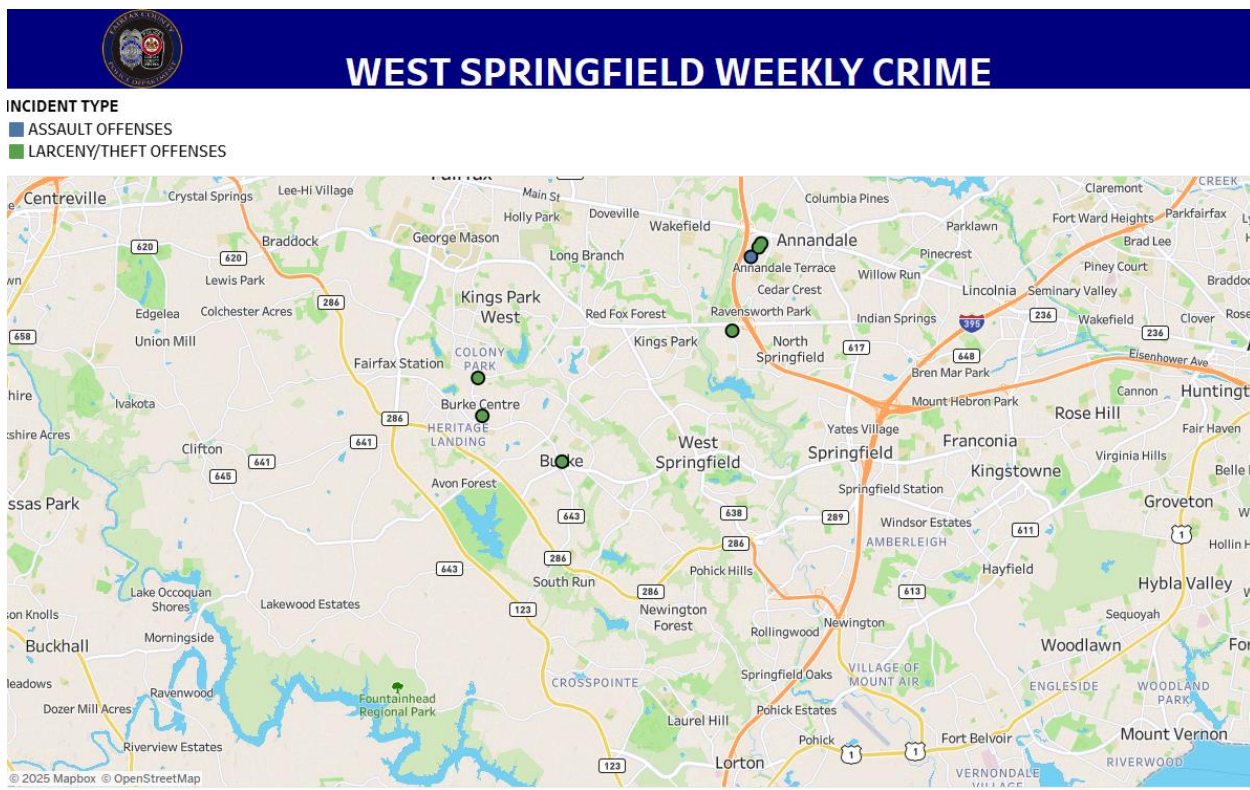 FAIRFAX COUNTY
POLICE DEPARTMENT
WEST SPRINGFIELD WEEKLY CRIME
INCIDENT TYPE
ASSAULT OFFENSES
LARCENY/THEFT OFFENSES
Fairfax
Centreville
Crystal Springs
Lee-Hi Village
Main St
Holly Park
Doveville
Wakefield
Columbia Pines
Claremont
CREEK
Fort Ward Heights
Parkfairfax
Parklawn
620
Braddock
George Mason
Long Branch
Annandale
Pinecrest
Brad Lee
620
Lewis Park
Annandale Terrace
Willow Run
Piney Court
Cedar Crest
Lincolnia
Seminary Valley
286
Kings Park
West
Edgelea
Colchester Acres
Red Fox Forest
Ravensworth Park
Indian Springs
395
236
Wakefield
Clover
658
Union Mill
Kings Park
North
Springfield
617
648
236
Eisenhower Ave
COLONY
PARK
Fairfax Station
Bren Mar Park
Cannon
Ivakota
Burke Centre
Mount Hebron Park
Rose Hill
286
HERITAGE
LANDING
Yates Village
Fair Haven
Clifton
641
West
Springfield
Springfield
Franconia
641
645
Burke
Kingstowne
Virginia Hills
Avon Forest
Springfield Station
Groveton
643
638
289
Windsor Estates
611
1
AMBERLEIGH
286
286
643
South Run
Pohick Hills
Hayfield
Hybla Valley
Lake Occoquan
Shores
Lakewood Estates
123
286
Newington
Forest
613
Sequoyah
Buckhall
Morningside
Rollingwood
Newington
Woodlawn
Ravenwood
Fountainhead
Regional Park
CROSSPOINTE
Springfield Oaks
VILLAGE OF
MOUNT AIR
ENGLESIDE
WOODLAND
PARK
Dozer Mill Acres
Laurel Hill
Pohick Estates
Riverview Estates
Pohick
1
1
Fort Belvoir
Mount Vernon
123
Lorton
RIVERWOOD
VERNONDALE
VILLAGE
© 2025 Mapbox © OpenStreetMap